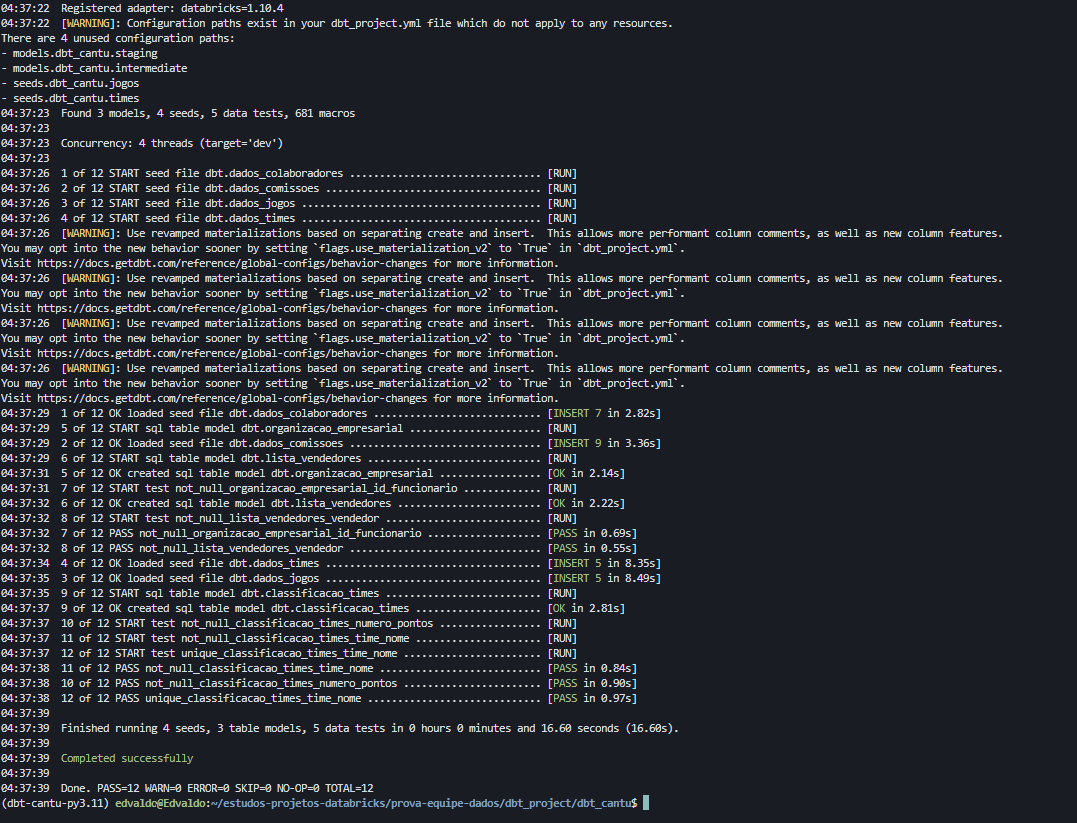 04:37:22  Registered adapter: databricks=1.10.4
04:37:22  [WARNING]: Configuration paths exist in your dbt_project.yml file which do not apply to any resources.
There are 4 unused configuration paths:
- models.dbt_cantu.staging
- models.dbt_cantu.intermediate
- seeds.dbt_cantu.jogos
- seeds.dbt_cantu.times
04:37:23  Found 3 models, 4 seeds, 5 data tests, 681 macros
04:37:23
04:37:23  Concurrency: 4 threads (target='dev')
04:37:23
04:37:26  1 of 12 START seed file dbt.dados_colaboradores ................................ [RUN]
04:37:26  2 of 12 START seed file dbt.dados_comissoes .................................... [RUN]
04:37:26  3 of 12 START seed file dbt.dados_jogos ........................................ [RUN]
04:37:26  4 of 12 START seed file dbt.dados_times ........................................ [RUN]
04:37:26  [WARNING]: Use revamped materializations based on separating create and insert.  This allows more performant column comments, as well as new column features.
You may opt into the new behavior sooner by setting `flags.use_materialization_v2` to `True` in `dbt_project.yml`.
Visit https://docs.getdbt.com/reference/global-configs/behavior-changes for more information.
04:37:26  [WARNING]: Use revamped materializations based on separating create and insert.  This allows more performant column comments, as well as new column features.
You may opt into the new behavior sooner by setting `flags.use_materialization_v2` to `True` in `dbt_project.yml`.
Visit https://docs.getdbt.com/reference/global-configs/behavior-changes for more information.
04:37:26  [WARNING]: Use revamped materializations based on separating create and insert.  This allows more performant column comments, as well as new column features.
You may opt into the new behavior sooner by setting `flags.use_materialization_v2` to `True` in `dbt_project.yml`.
Visit https://docs.getdbt.com/reference/global-configs/behavior-changes for more information.
04:37:26  [WARNING]: Use revamped materializations based on separating create and insert.  This allows more performant column comments, as well as new column features.
You may opt into the new behavior sooner by setting `flags.use_materialization_v2` to `True` in `dbt_project.yml`.
Visit https://docs.getdbt.com/reference/global-configs/behavior-changes for more information.
04:37:29  1 of 12 OK loaded seed file dbt.dados_colaboradores ............................ [INSERT 7 in 2.82s]
04:37:29  5 of 12 START sql table model dbt.organizacao_empresarial ...................... [RUN]
04:37:29  2 of 12 OK loaded seed file dbt.dados_comissoes ................................ [INSERT 9 in 3.36s]
04:37:29  6 of 12 START sql table model dbt.lista_vendedores ............................. [RUN]
04:37:31  5 of 12 OK created sql table model dbt.organizacao_empresarial ................. [OK in 2.14s]
04:37:31  7 of 12 START test not_null_organizacao_empresarial_id_funcionario ............. [RUN]
04:37:32  6 of 12 OK created sql table model dbt.lista_vendedores ........................ [OK in 2.22s]
04:37:32  8 of 12 START test not_null_lista_vendedores_vendedor .......................... [RUN]
04:37:32  7 of 12 PASS not_null_organizacao_empresarial_id_funcionario ................... [PASS in 0.69s]
04:37:32  8 of 12 PASS not_null_lista_vendedores_vendedor ................................ [PASS in 0.55s]
04:37:34  4 of 12 OK loaded seed file dbt.dados_times .................................... [INSERT 5 in 8.35s]
04:37:35  3 of 12 OK loaded seed file dbt.dados_jogos .................................... [INSERT 5 in 8.49s]
04:37:35  9 of 12 START sql table model dbt.classificacao_times .......................... [RUN]
04:37:37  9 of 12 OK created sql table model dbt.classificacao_times ..................... [OK in 2.81s]
04:37:37  10 of 12 START test not_null_classificacao_times_numero_pontos ................. [RUN]
04:37:37  11 of 12 START test not_null_classificacao_times_time_nome ..................... [RUN]
04:37:37  12 of 12 START test unique_classificacao_times_time_nome ....................... [RUN]
04:37:38  11 of 12 PASS not_null_classificacao_times_time_nome ........................... [PASS in 0.84s]
04:37:38  10 of 12 PASS not_null_classificacao_times_numero_pontos ....................... [PASS in 0.90s]
04:37:38  12 of 12 PASS unique_classificacao_times_time_nome ............................. [PASS in 0.97s]
04:37:39
04:37:39  Finished running 4 seeds, 3 table models, 5 data tests in 0 hours 0 minutes and 16.60 seconds (16.60s).
04:37:39
04:37:39  Completed successfully
04:37:39
04:37:39  Done. PASS=12 WARN=0 ERROR=0 SKIP=0 NO-OP=0 TOTAL=12
(dbt-cantu-py3.11) edvaldo@Edvaldo:~/estudos-projetos-databricks/prova-equipe-dados/dbt_project/dbt_cantu$